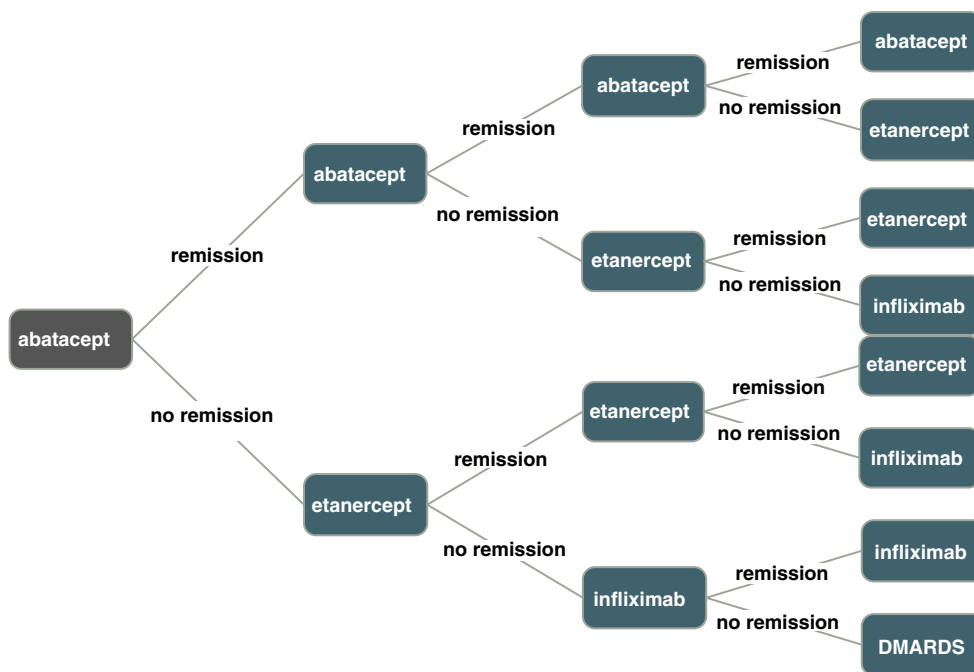 abatacept
remission
abatacept
no remission
etanercept
remission
abatacept
remission
no remission
etanercept
remission
etanercept
no remission
infliximab
abatacept
remission
no remission
etanercept
remission
etanercept
no remission
infliximab
etanercept
remission
no remission
infliximab
remission
infliximab
no remission
DMARDS